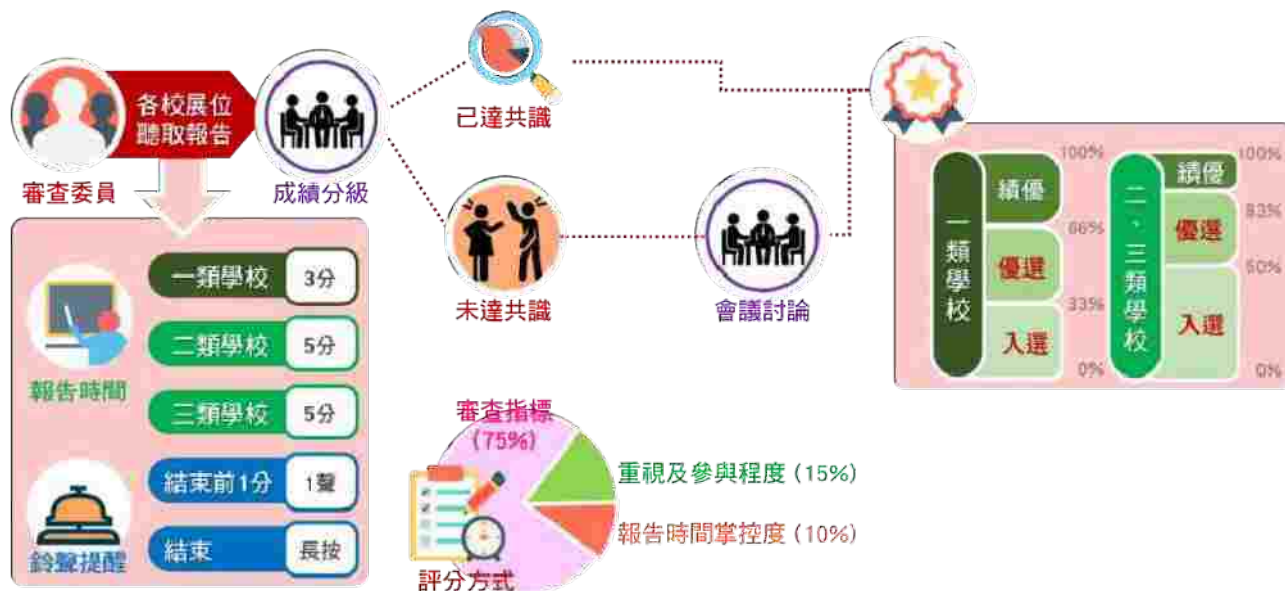 各校展位
聽取報告
審查委員
成績分級
已達共識
未達共識
會議討論
一類學校
績優
優選
入選
100%
66%
33%
0%
二、三類學校
績優
優選
入選
100%
83%
50%
0%
報告時間
一類學校 3分
二類學校 5分
三類學校 5分
鈴聲提醒
結束前1分 1聲
結束 長按
審查指標
(75%)
重視及參與程度 (15%)
報告時間掌控度 (10%)
評分方式